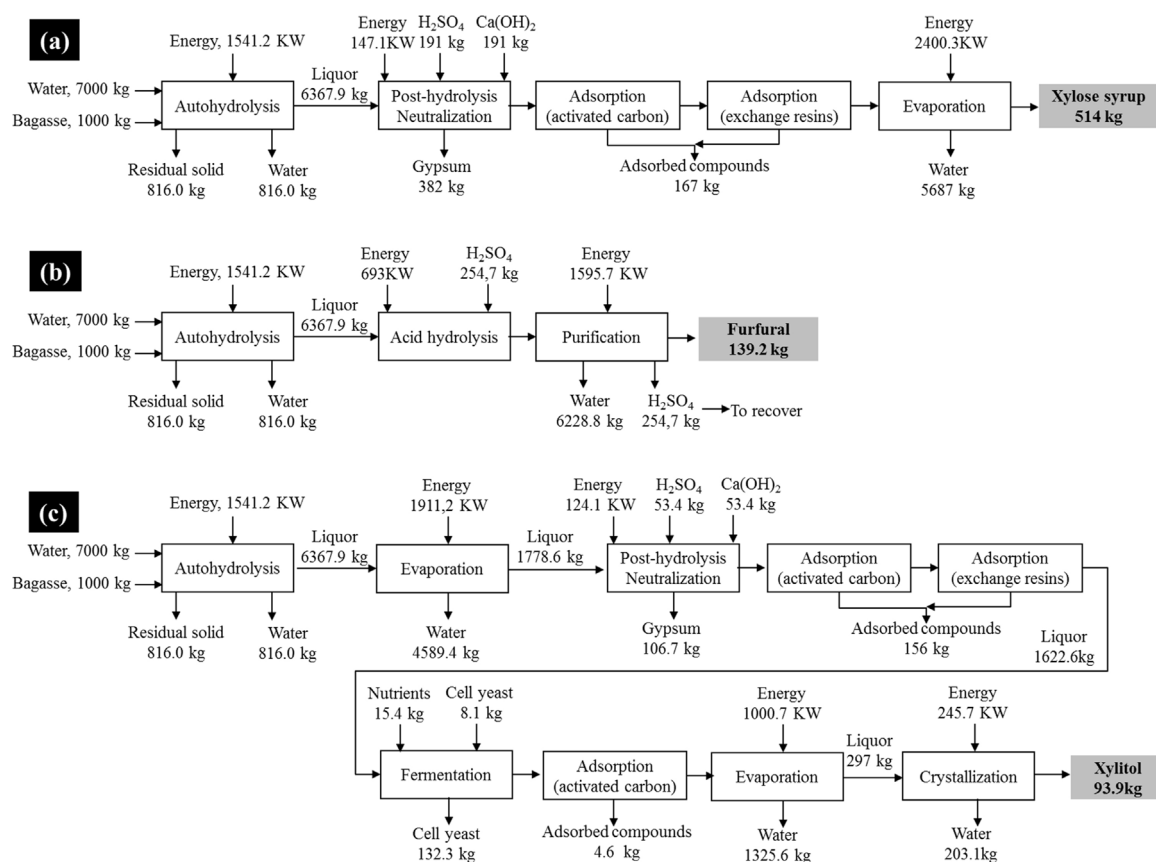 (a)
Energy, 1541.2 KW
Water, 7000 kg
Bagasse, 1000 kg
Autohydrolysis
Residual solid
816.0 kg
Water
816.0 kg
Liquor
6367.9 kg
Energy
147.1KW
H₂SO₄
191 kg
Ca(OH)₂
191 kg
Post-hydrolysis
Neutralization
Gypsum
382 kg
Adsorption
(activated carbon)
Adsorption
(exchange resins)
Adsorbed compounds
167 kg
Energy
2400.3KW
Evaporation
Water
5687 kg
Xylose syrup
514 kg
(b)
Energy, 1541.2 KW
Water, 7000 kg
Bagasse, 1000 kg
Autohydrolysis
Residual solid
816.0 kg
Water
816.0 kg
Liquor
6367.9 kg
Energy
693KW
H₂SO₄
254,7 kg
Acid hydrolysis
Energy
1595.7 KW
Purification
Water
6228.8 kg
H₂SO₄
254,7 kg
To recover
Furfural
139.2 kg
(c)
Energy, 1541.2 KW
Water, 7000 kg
Bagasse, 1000 kg
Autohydrolysis
Residual solid
816.0 kg
Water
816.0 kg
Liquor
6367.9 kg
Energy
1911,2 KW
Evaporation
Water
4589.4 kg
Liquor
1778.6 kg
Energy
124.1 KW
H₂SO₄
53.4 kg
Ca(OH)₂
53.4 kg
Post-hydrolysis
Neutralization
Gypsum
106.7 kg
Adsorption
(activated carbon)
Adsorption
(exchange resins)
Adsorbed compounds
156 kg
Liquor
1622.6kg
Nutrients
15.4 kg
Cell yeast
8.1 kg
Fermentation
Cell yeast
132.3 kg
Adsorption
(activated carbon)
Adsorbed compounds
4.6 kg
Energy
1000.7 KW
Evaporation
Water
1325.6 kg
Liquor
297 kg
Energy
245.7 KW
Crystallization
Water
203.1kg
Xylitol
93.9kg